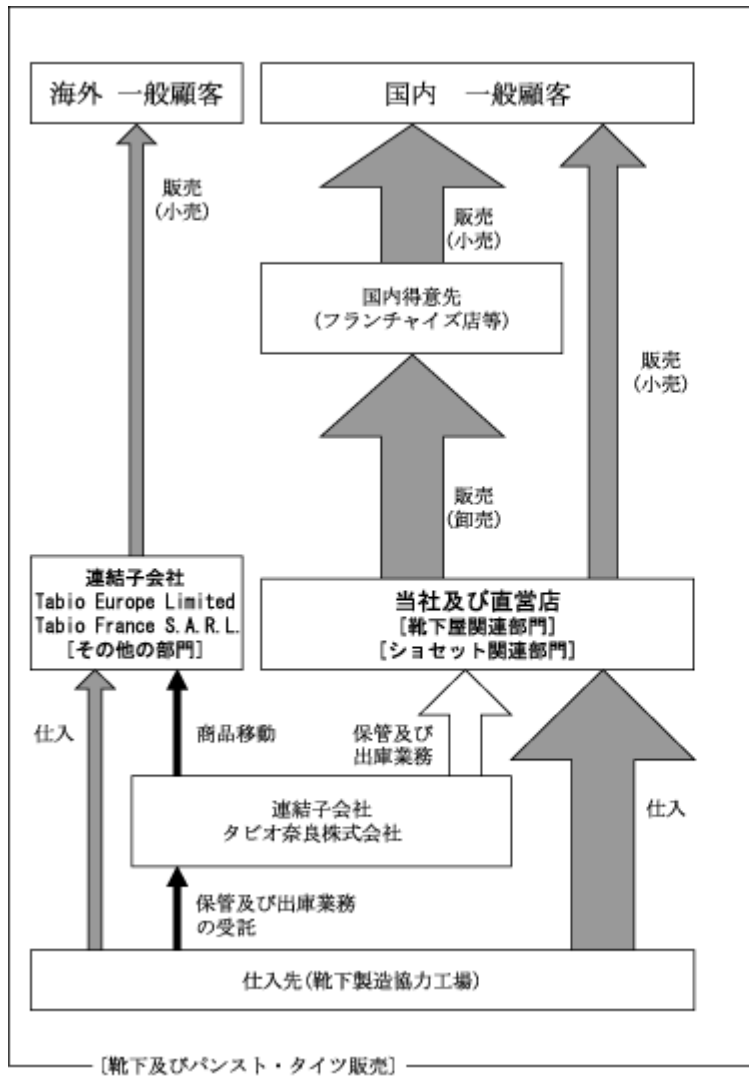 海外 一般顧客
国内 一般顧客
販売
(小売)
販売
(小売)
国内得意先
(フランチャイズ店等)
販売
(小売)
販売
(卸売)
連結子会社
Tabio Europe Limited
Tabio France S.A.R.L.
[その他の部門]
当社及び直営店
[靴下屋関連部門]
[ショセット関連部門]
仕入
商品移動
保管及び
出庫業務
連結子会社
タビオ奈良株式会社
仕入
保管及び出庫業務
の受託
仕入先(靴下製造協力工場)
[靴下及びパンスト・タイツ販売]